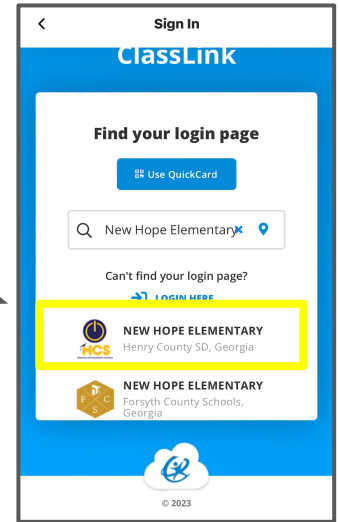 Sign In
ClassLink
Find your login page
Use QuickCard
New Hope Elementary
Can't find your login page?
LOGIN HERE
HCS
NEW HOPE ELEMENTARY
Henry County SD, Georgia
F S C
NEW HOPE ELEMENTARY
Forsyth County Schools,
Georgia
© 2023